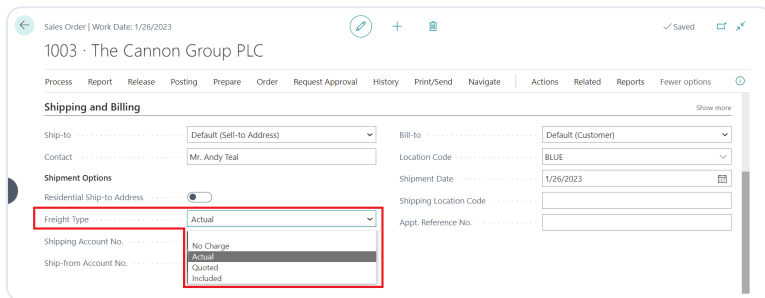 Sales Order | Work Date: 1/26/2023
Saved
1003 · The Cannon Group PLC
Process Report Release Posting Prepare Order Request Approval History Print/Send Navigate Actions Related Reports Fewer options
Shipping and Billing
Show more
Ship-to Default (Sell-to Address)
Bill-to Default (Customer)
Contact Mr. Andy Teal
Location Code BLUE
Shipment Options
Shipment Date 1/26/2023
Residential Ship-to Address
Shipping Location Code
Freight Type Actual
Appt. Reference No.
Shipping Account No.
No Charge
Actual
Ship-from Account No.
Quoted
Included